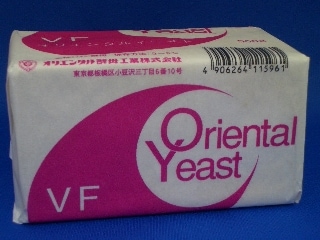 VF
オリエンタル酵母工業株式会社
東京都板橋区小豆沢三丁目6番10号
4 906264 115961
Oriental
Yeast
VF